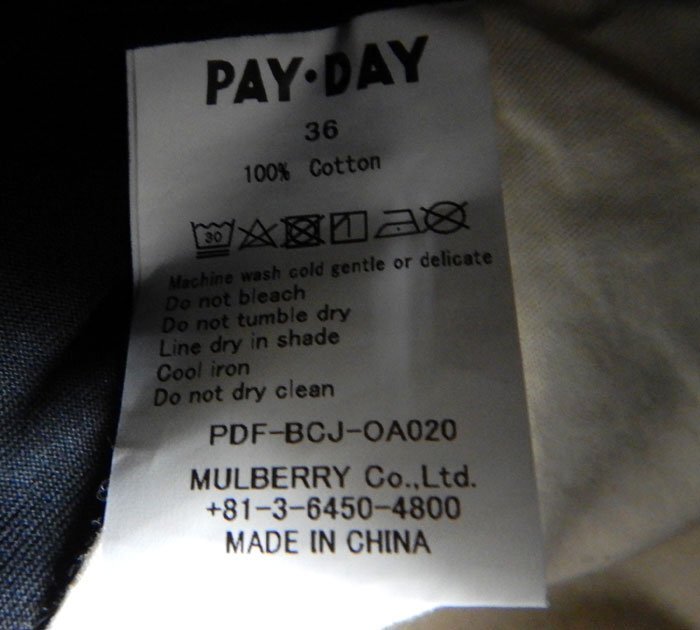 PAY·DAY
36
100% Cotton
30
Machine wash cold gentle or delicate
Do not bleach
Do not tumble dry
Line dry in shade
Cool iron
Do not dry clean
PDF-BCJ-OA020
MULBERRY Co.,Ltd.
+81-3-6450-4800
MADE IN CHINA